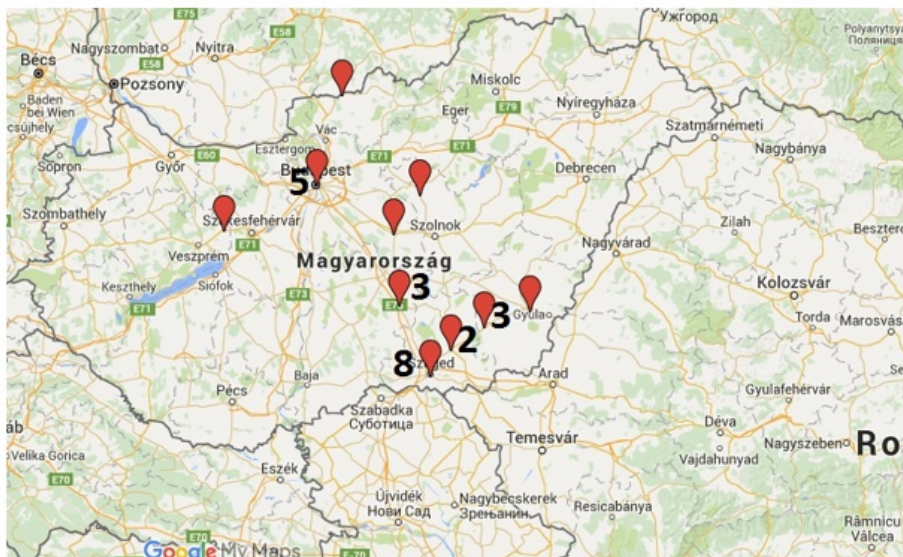 E75
E58
Ужгород
Nagyszombat
Nyitra
Polyanytsya
Поляниця
Bécs
E58
Miskolc
Pozsony
E79
Nyíregyháza
Baden
bei Wien
Vác
Eger
Szatmárnémeti
Esztergom
E71
E71
Nagybánya
Sopron
Győr
E60
Budapest
5
Debrecen
Szombathely
Székesfehérvár
Szolnok
Zilah
E71
Nagyvárad
Veszprém
Magyarország
Siófok
Keszthely
E71
E73
3
E75
3
Gyula
Kolozsvár
Torda
Marosvás
2
8
Szeged
Pécs
Baja
Arad
Gyulafehérvár
Szabadka
Суботица
Déva
Temesvár
Vajdahunyad
Nagyszeben
Ro
Velika Gorica
Eszék
E70
Újvidék
Нови Сад
Nagybecskerek
Зрењанин
Resicabánya
Râmnicu
Vâlcea
E70
E70
E-70
Google My Maps